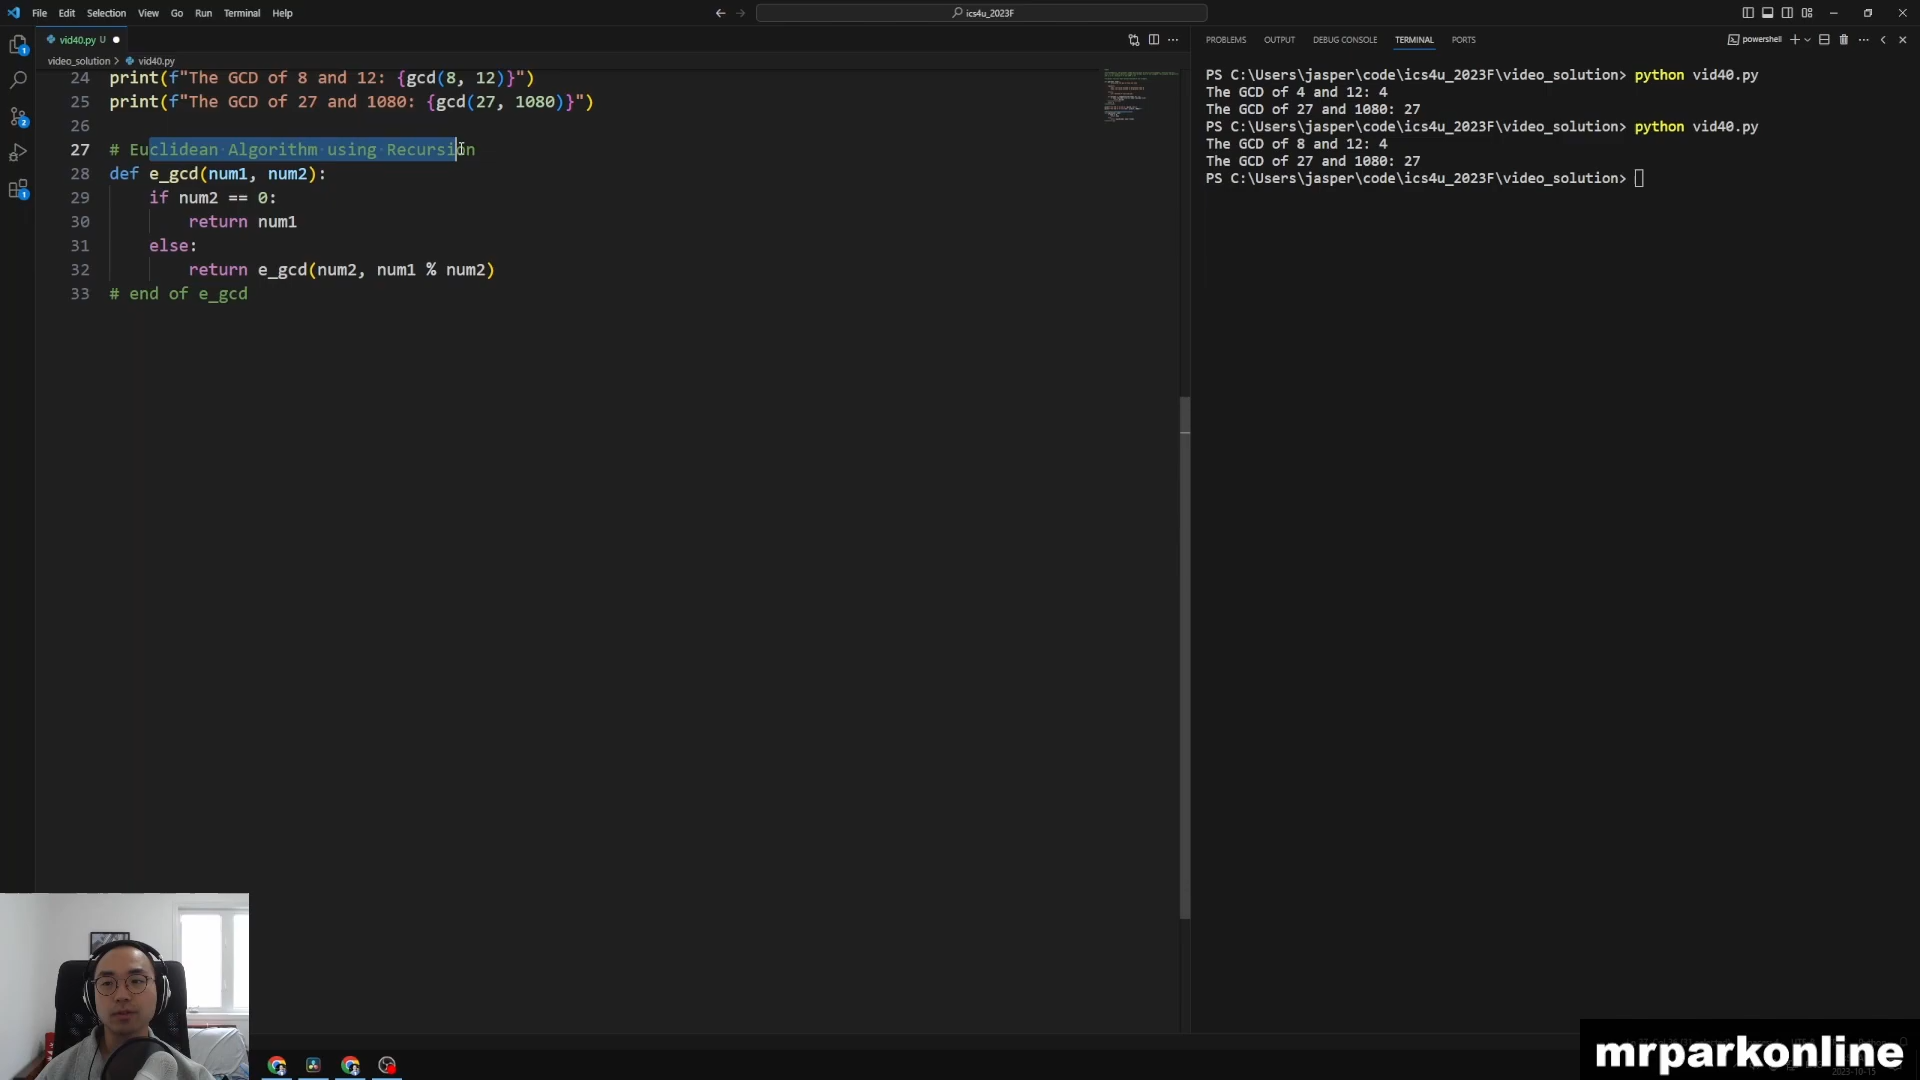 File Edit Selection View Go Run Terminal Help
ics4u_2023F
vid40.py U
video_solution > vid40.py
24 print(f"The GCD of 8 and 12: {gcd(8, 12)}")
25 print(f"The GCD of 27 and 1080: {gcd(27, 1080)}")
26
27 # Euclidean Algorithm using Recursion
28 def e_gcd(num1, num2):
29 if num2 == 0:
30 return num1
31 else:
32 return e_gcd(num2, num1 % num2)
33 # end of e_gcd
PROBLEMS OUTPUT DEBUG CONSOLE TERMINAL PORTS
powershell
PS C:\Users\jasper\code\ics4u_2023F\video_solution> python vid40.py
The GCD of 4 and 12: 4
The GCD of 27 and 1080: 27
PS C:\Users\jasper\code\ics4u_2023F\video_solution> python vid40.py
The GCD of 8 and 12: 4
The GCD of 27 and 1080: 27
PS C:\Users\jasper\code\ics4u_2023F\video_solution>
mrparkonline
2023-10-15